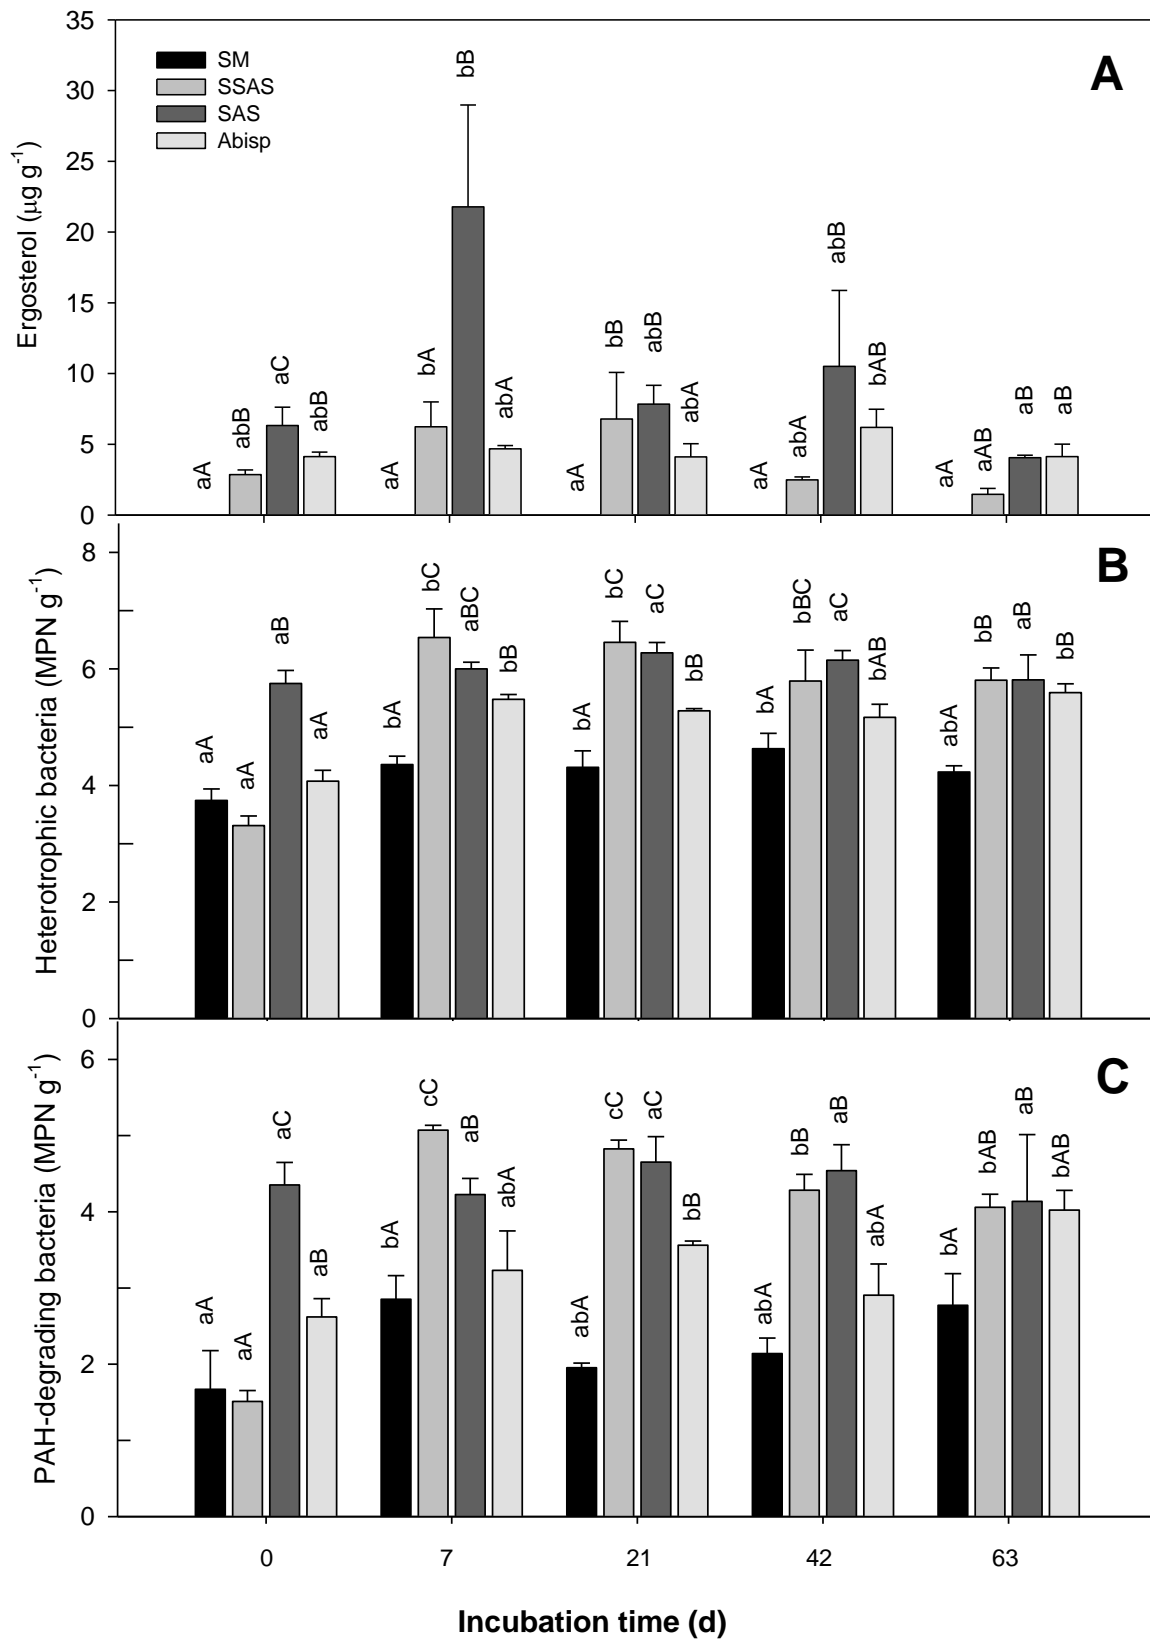 35
30
25
20
15
10
5
0
Ergosterol (µg g-1)
SM
SSAS
SAS
Abisp
A
aA
abB
aC
abB
aA
bA
bB
abA
aA
bB
abB
abA
aA
abA
abB
bAB
aA
aAB
aB
aB
8
6
4
2
0
Heterotrophic bacteria (MPN g-1)
B
aA
aA
aB
aA
bA
bC
aBC
bB
bA
bC
aC
bB
bA
bBC
aC
bAB
abA
bB
aB
bB
6
4
2
0
PAH-degrading bacteria (MPN g-1)
C
aA
aA
aC
aB
bA
cC
aB
abA
abA
cC
aC
bB
abA
bB
aB
abA
bA
bAB
aB
bAB
0 7 21 42 63
Incubation time (d)